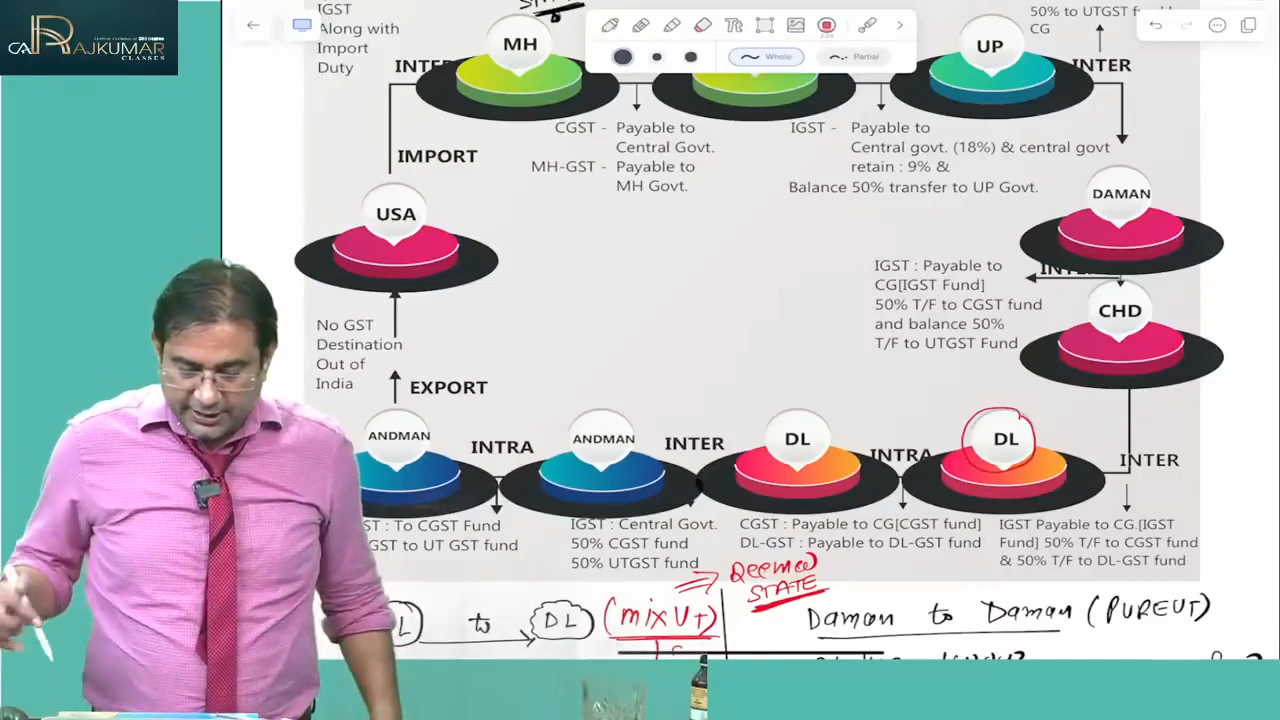 CA RAJKUMAR
CLASSES
IGST
Along with
Import
Duty
MH
UP
50% to UTGST
CG
INTER
Whole
Partial
CGST - Payable to
Central Govt.
MH-GST - Payable to
MH Govt.
IGST - Payable to
Central govt. (18%) & central govt
retain : 9% &
Balance 50% transfer to UP Govt.
IMPORT
USA
DAMAN
IGST : Payable to
CG[IGST Fund]
50% T/F to CGST fund
and balance 50%
T/F to UTGST Fund
CHD
No GST
Destination
Out of
India
EXPORT
ANDMAN
INTRA
ANDMAN
INTER
DL
INTRA
DL
INTER
: To CGST Fund
GST to UT GST fund
IGST : Central Govt.
50% CGST fund
50% UTGST fund
CGST : Payable to CG[CGST fund]
DL-GST : Payable to DL-GST fund
IGST Payable to CG.[IGST
Fund] 50% T/F to CGST fund
& 50% T/F to DL-GST fund
Deemed
STATE
to DL (mix UT)
Daman to Daman (PURE UT)